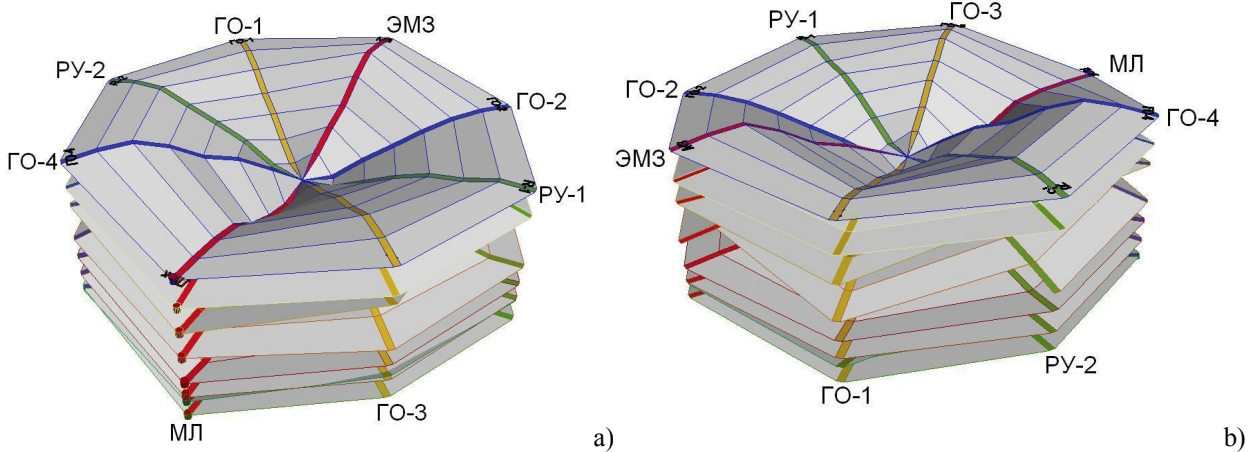 ГО-1
ЭМЗ
РУ-2
ГО-2
ГО-4
РУ-1
МЛ
ГО-3
a)
РУ-1
ГО-3
МЛ
ГО-2
ГО-4
ЭМЗ
ГО-1
РУ-2
b)